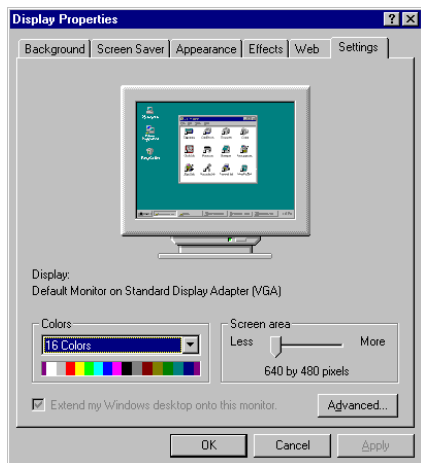 Display Properties
Background Screen Saver Appearance Effects Web Settings
Display:
Default Monitor on Standard Display Adapter (VGA)
Colors
16 Colors
Screen area
Less More
640 by 480 pixels
Extend my Windows desktop onto this monitor.
Advanced...
OK Cancel Apply